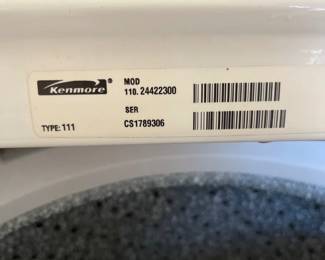 Kenmore®
MOD
110. 24422300
SER
CS1789306
TYPE: 111